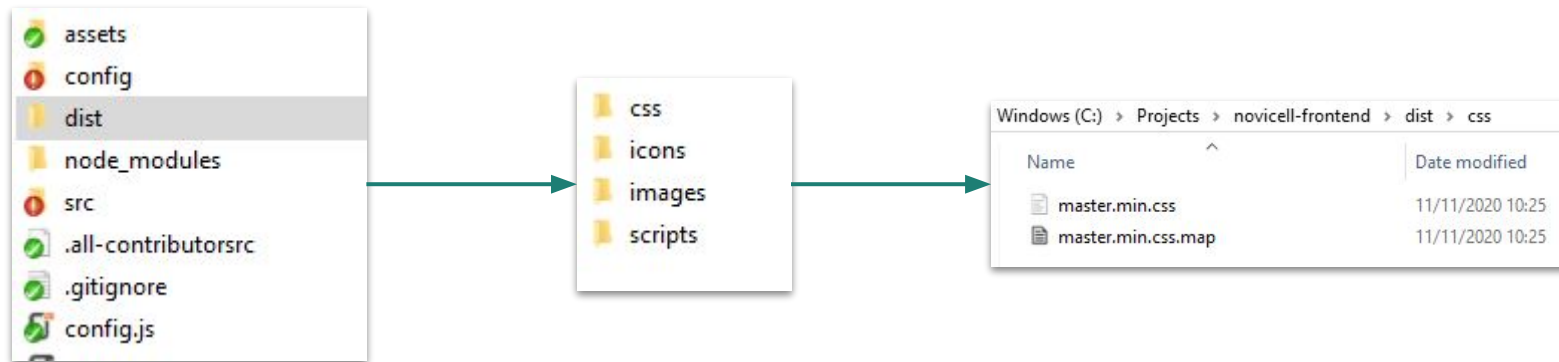 assets
config
dist
node_modules
src
.all-contributorsrc
.gitignore
config.js
css
icons
images
scripts
Windows (C:) > Projects > novicell-frontend > dist > css
Name Date modified
master.min.css 11/11/2020 10:25
master.min.css.map 11/11/2020 10:25